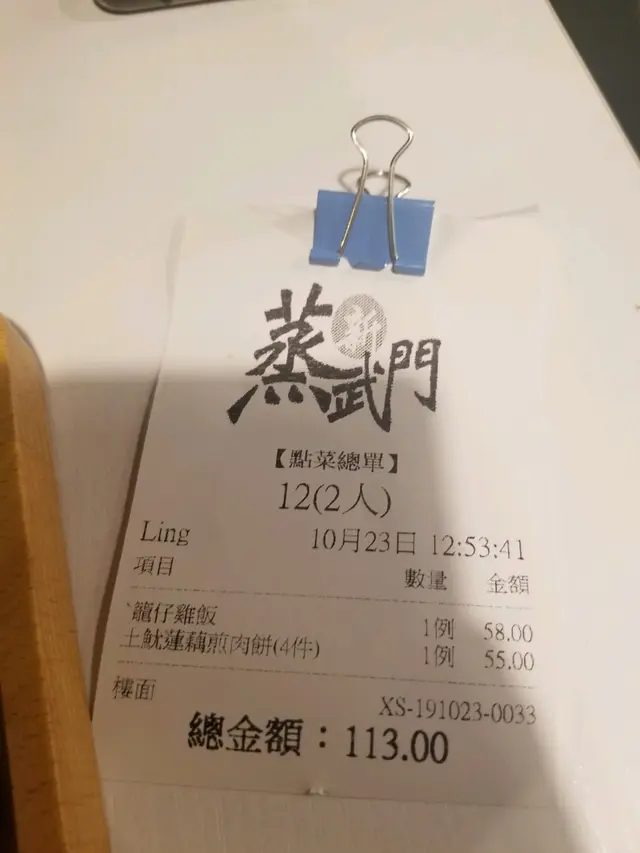 蒸新武門
【點菜總單】
12(2人)
Ling 10月23日 12:53:41
項目 數量 金額
籠仔雞飯 1例 58.00
土魷蓮藕煎肉餅(4件) 1例 55.00
樓面 XS-191023-0033
總金額：113.00